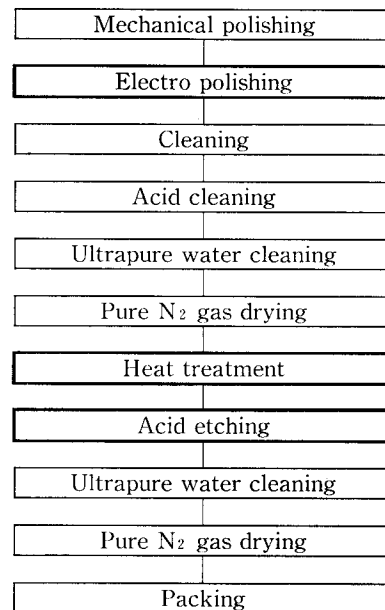 Mechanical polishing
Electro polishing
Cleaning
Acid cleaning
Ultrapure water cleaning
Pure N₂ gas drying
Heat treatment
Acid etching
Ultrapure water cleaning
Pure N₂ gas drying
Packing